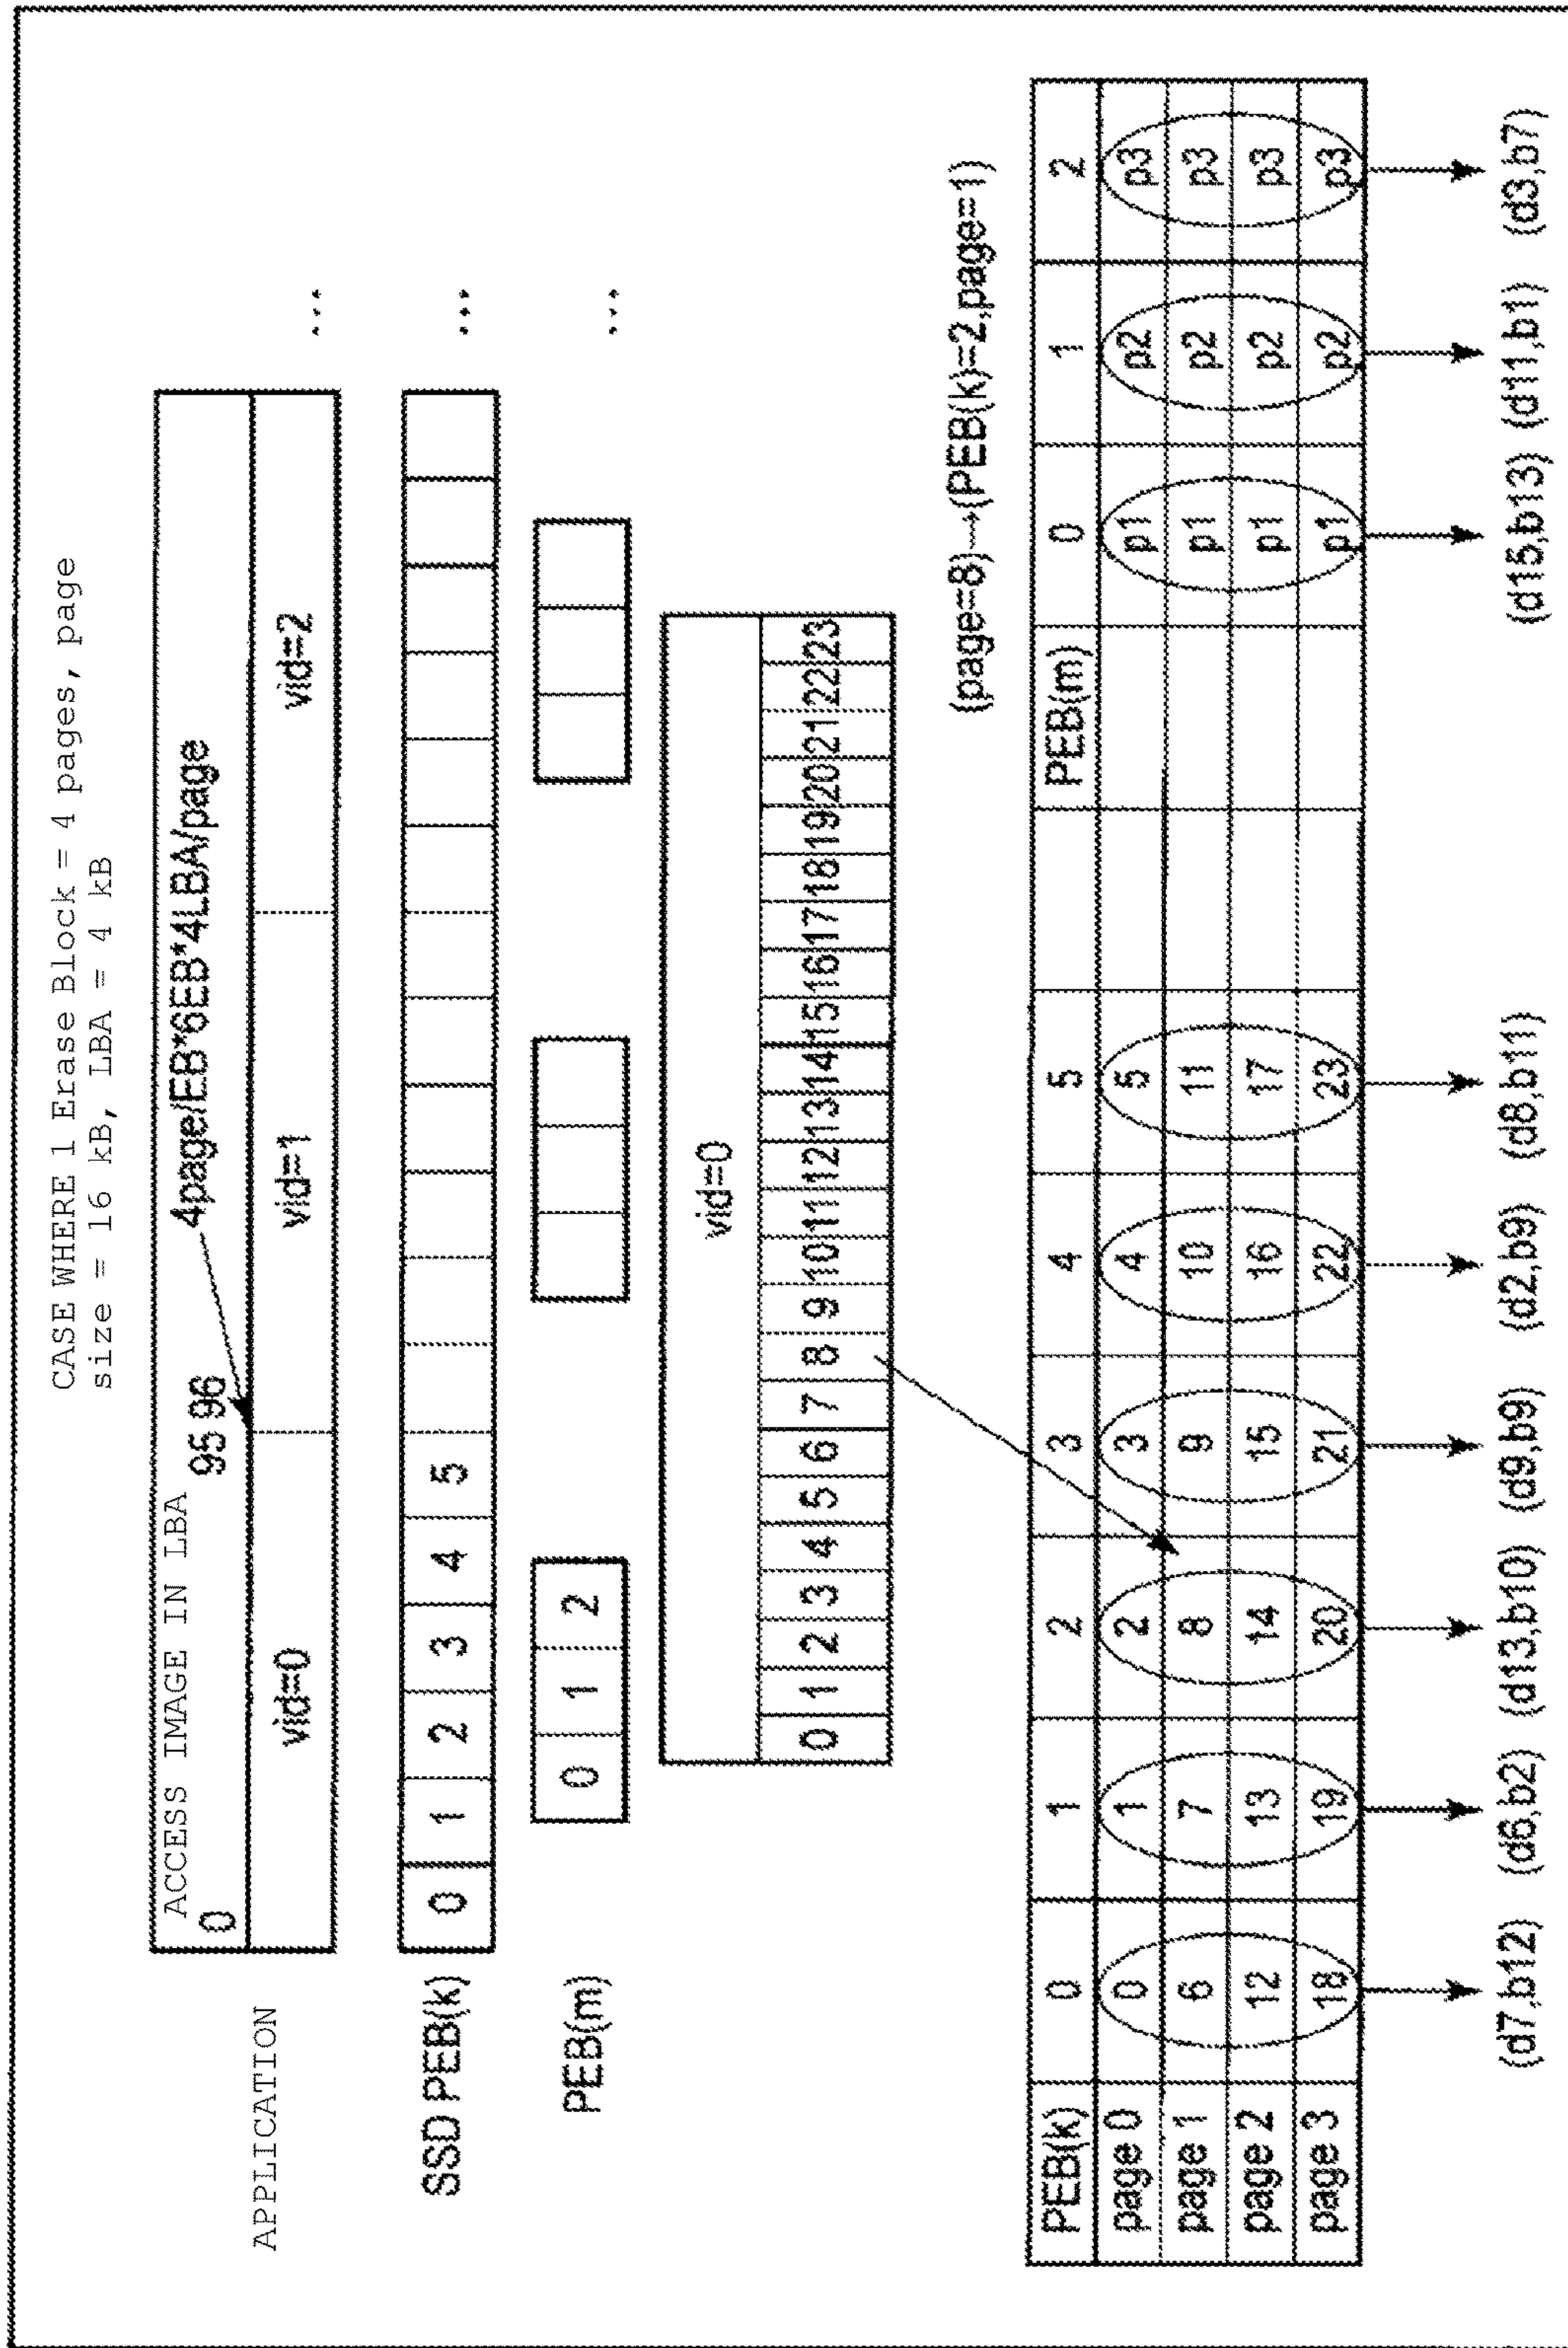 CASE WHERE 1 Erase Block = 4 pages, page
size = 16 kB, LBA = 4 kB
ACCESS IMAGE IN LBA
0 95 96 4page/EB*6EB*4LBA/page
APPLICATION vid=0 vid=1 vid=2 ...
SSD PEB(k) 0 1 2 3 4 5 ...
PEB(m) 0 1 2 ...
vid=0
0 1 2 3 4 5 6 7 8 9 10 11 12 13 14 15 16 17 18 19 20 21 22 23
(page=8)→(PEB(k)=2,page=1)
PEB(k) 0 1 2 3 4 5 PEB(m) 0 1 2
page 0 0 1 2 3 4 5 p1 p2 p3
page 1 6 7 8 9 10 11 p1 p2 p3
page 2 12 13 14 15 16 17 p1 p2 p3
page 3 18 19 20 21 22 23 p1 p2 p3
(d7,b12) (d6,b2) (d13,b10) (d9,b9) (d2,b9) (d8,b11) (d15,b13) (d11,b1) (d3,b7)